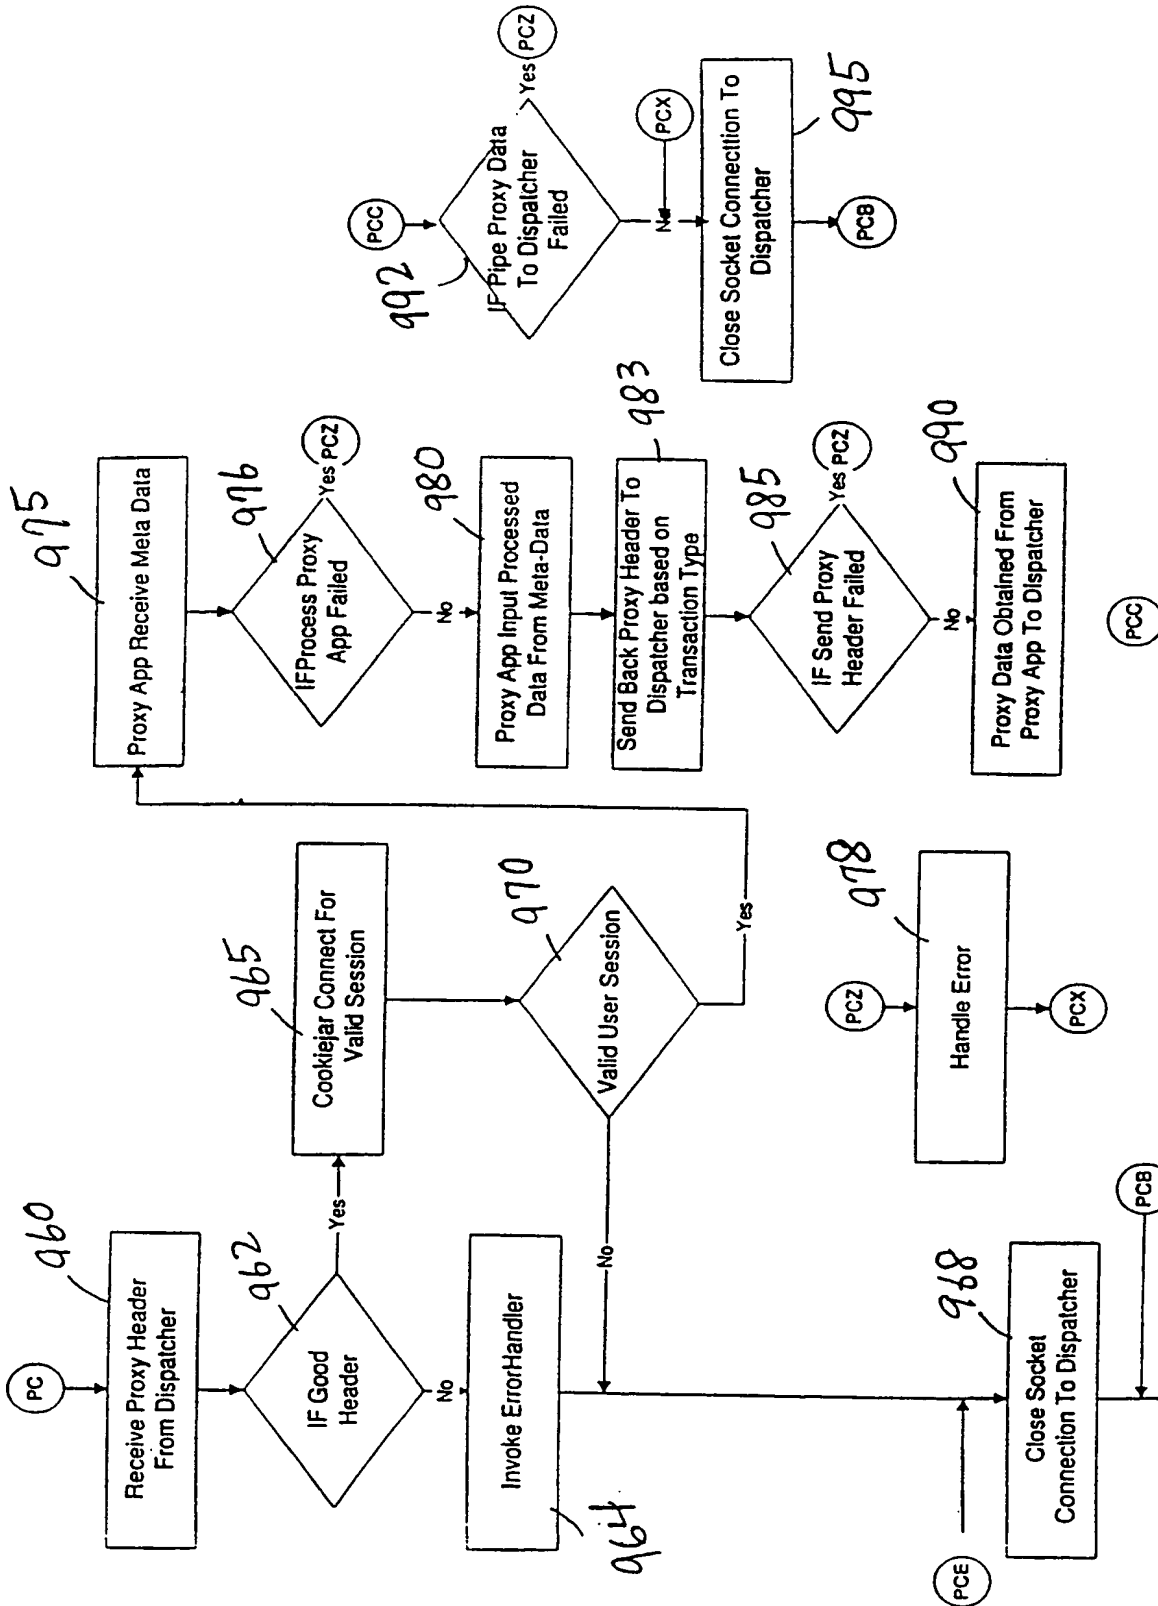 PC
960
Receive Proxy Header
From Dispatcher
962
IF Good
Header
Yes
No
Invoke ErrorHandler
964
965
Cookiejar Connect For
Valid Session
970
Valid User Session
No
Yes
PCE
968
Close Socket
Connection To Dispatcher
PCB
975
Proxy App Receive Meta Data
976
IFProcess Proxy
App Failed
Yes
PCZ
No
980
Proxy App Input Processed
Data From Meta-Data
983
Send Back Proxy Header To
Dispatcher based on
Transaction Type
985
IF Send Proxy
Header Failed
Yes
PCZ
No
990
Proxy Data Obtained From
Proxy App To Dispatcher
PCC
PCZ
978
Handle Error
PCX
PCC
992
IF Pipe Proxy Data
To Dispatcher
Failed
Yes
PCZ
No
PCX
Close Socket Connection To
Dispatcher
995
PCB